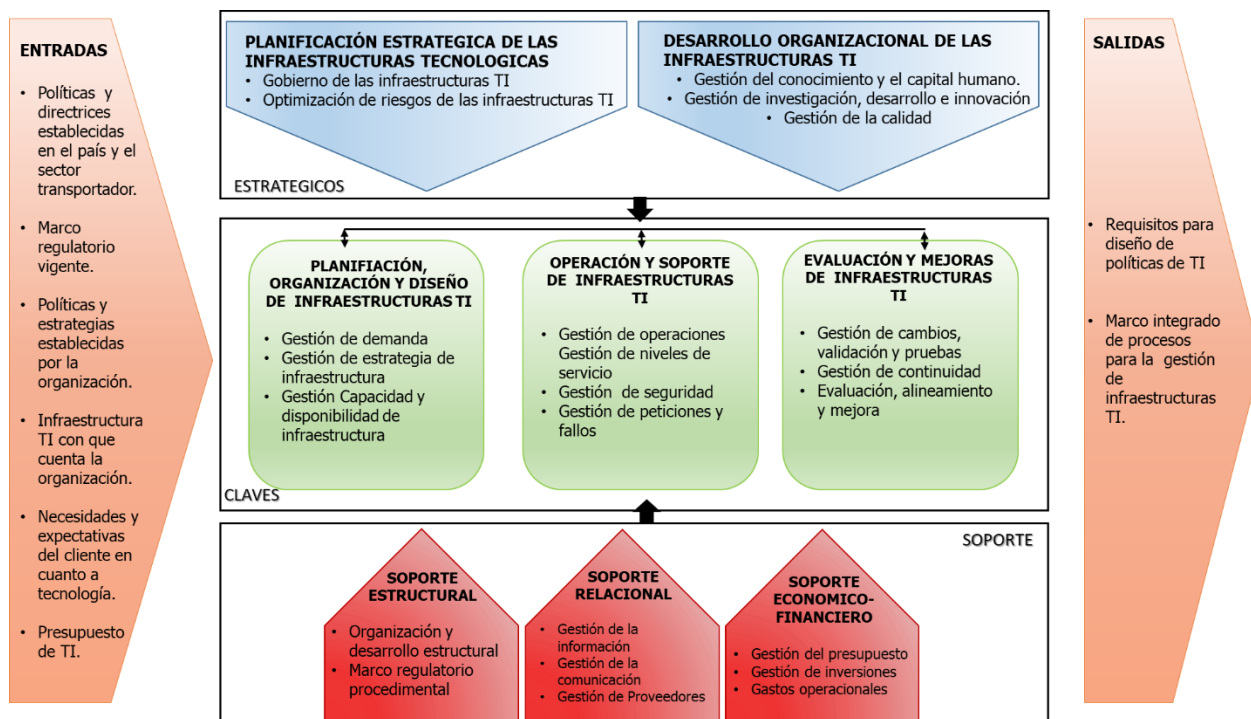 ENTRADAS
• Políticas y
directrices
establecidas
en el país y el
sector
transportador.
• Marco
regulatorio
vigente.
• Políticas y
estrategias
establecidas
por la
organización.
• Infraestructura
TI con que
cuenta la
organización.
• Necesidades y
expectativas
del cliente en
cuanto a
tecnología.
• Presupuesto
de TI.
PLANIFICACIÓN ESTRATEGICA DE LAS
INFRAESTRUCTURAS TECNOLOGICAS
• Gobierno de las infraestructuras TI
• Optimización de riesgos de las infraestructuras TI
DESARROLLO ORGANIZACIONAL DE LAS
INFRAESTRUCTURAS TI
• Gestión del conocimiento y el capital humano.
• Gestión de investigación, desarrollo e innovación
• Gestión de la calidad
ESTRATEGICOS
PLANIFIACIÓN,
ORGANIZACIÓN Y DISEÑO
DE INFRAESTRUCTURAS TI
• Gestión de demanda
• Gestión de estrategia de
infraestructura
• Gestión Capacidad y
disponibilidad de
infraestructura
OPERACIÓN Y SOPORTE
DE INFRAESTRUCTURAS
TI
• Gestión de operaciones
Gestión de niveles de
servicio
• Gestión de seguridad
• Gestión de peticiones y
fallos
EVALUACIÓN Y MEJORAS
DE INFRAESTRUCTURAS
TI
• Gestión de cambios,
validación y pruebas
• Gestión de continuidad
• Evaluación, alineamiento
y mejora
CLAVES
SOPORTE
SOPORTE
ESTRUCTURAL
• Organización y
desarrollo estructural
• Marco regulatorio
procedimental
SOPORTE
RELACIONAL
• Gestión de la
información
• Gestión de la
comunicación
• Gestión de Proveedores
SOPORTE
ECONOMICO-
FINANCIERO
• Gestión del presupuesto
• Gestión de inversiones
• Gastos operacionales
SALIDAS
• Requisitos para
diseño de
políticas de TI
• Marco integrado
de procesos
para la gestión
de
infraestructuras
TI.